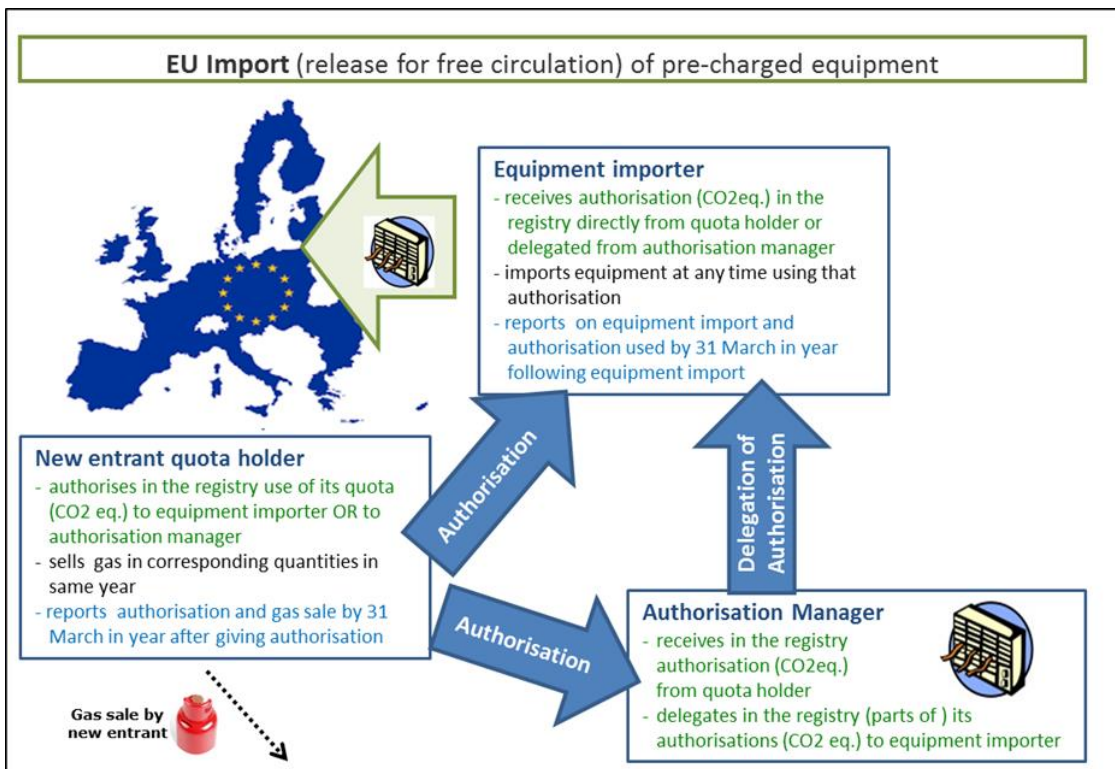 EU Import (release for free circulation) of pre-charged equipment
Equipment importer
- receives authorisation (CO2eq.) in the
registry directly from quota holder or
delegated from authorisation manager
- imports equipment at any time using that
authorisation
- reports on equipment import and
authorisation used by 31 March in year
following equipment import
New entrant quota holder
- authorises in the registry use of its quota
(CO2 eq.) to equipment importer OR to
authorisation manager
- sells gas in corresponding quantities in
same year
- reports authorisation and gas sale by 31
March in year after giving authorisation
Authorisation
Authorisation
Delegation of
Authorisation
Authorisation Manager
- receives in the registry
authorisation (CO2eq.)
from quota holder
- delegates in the registry (parts of ) its
authorisations (CO2 eq.) to equipment importer
Gas sale by
new entrant